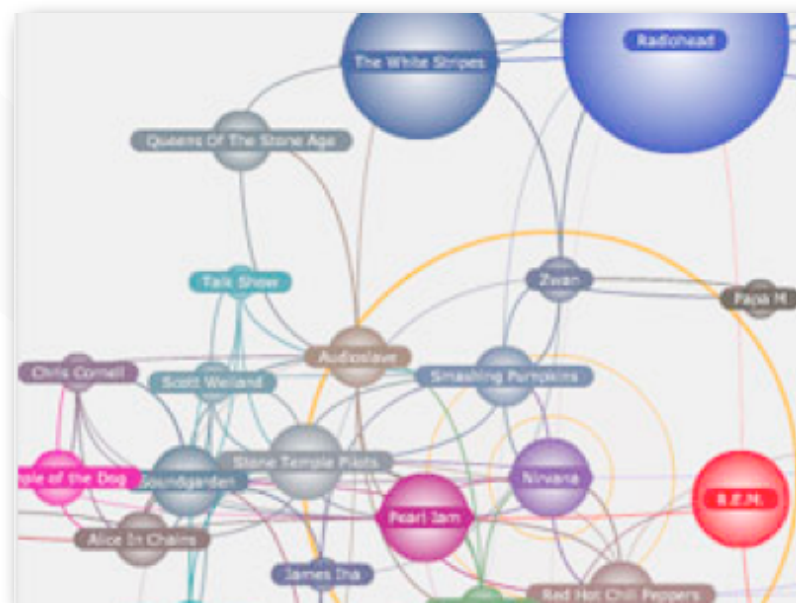 Radiohead
The White Stripes
Queens Of The Stone Age
Talk Show
Zwan
Papa M
Audioslave
Chris Cornell
Scott Weiland
Smashing Pumpkins
Stone Temple Pilots
ple of the Dog
Soundgarden
Nirvana
R.E.M.
Pearl Jam
Alice In Chains
James Iha
Red Hot Chili Peppers